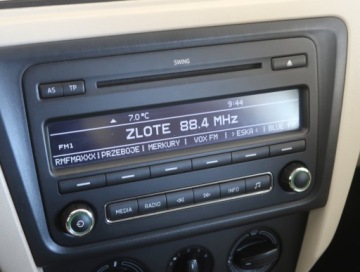 SWING
AS TP
7.0°C 9:44
ZLOTE 88.4 MHz
FM1
RMFMAXXX PRZEBOJE MERKURY VOX FM >ESKA< BLUE
MEDIA RADIO INFO